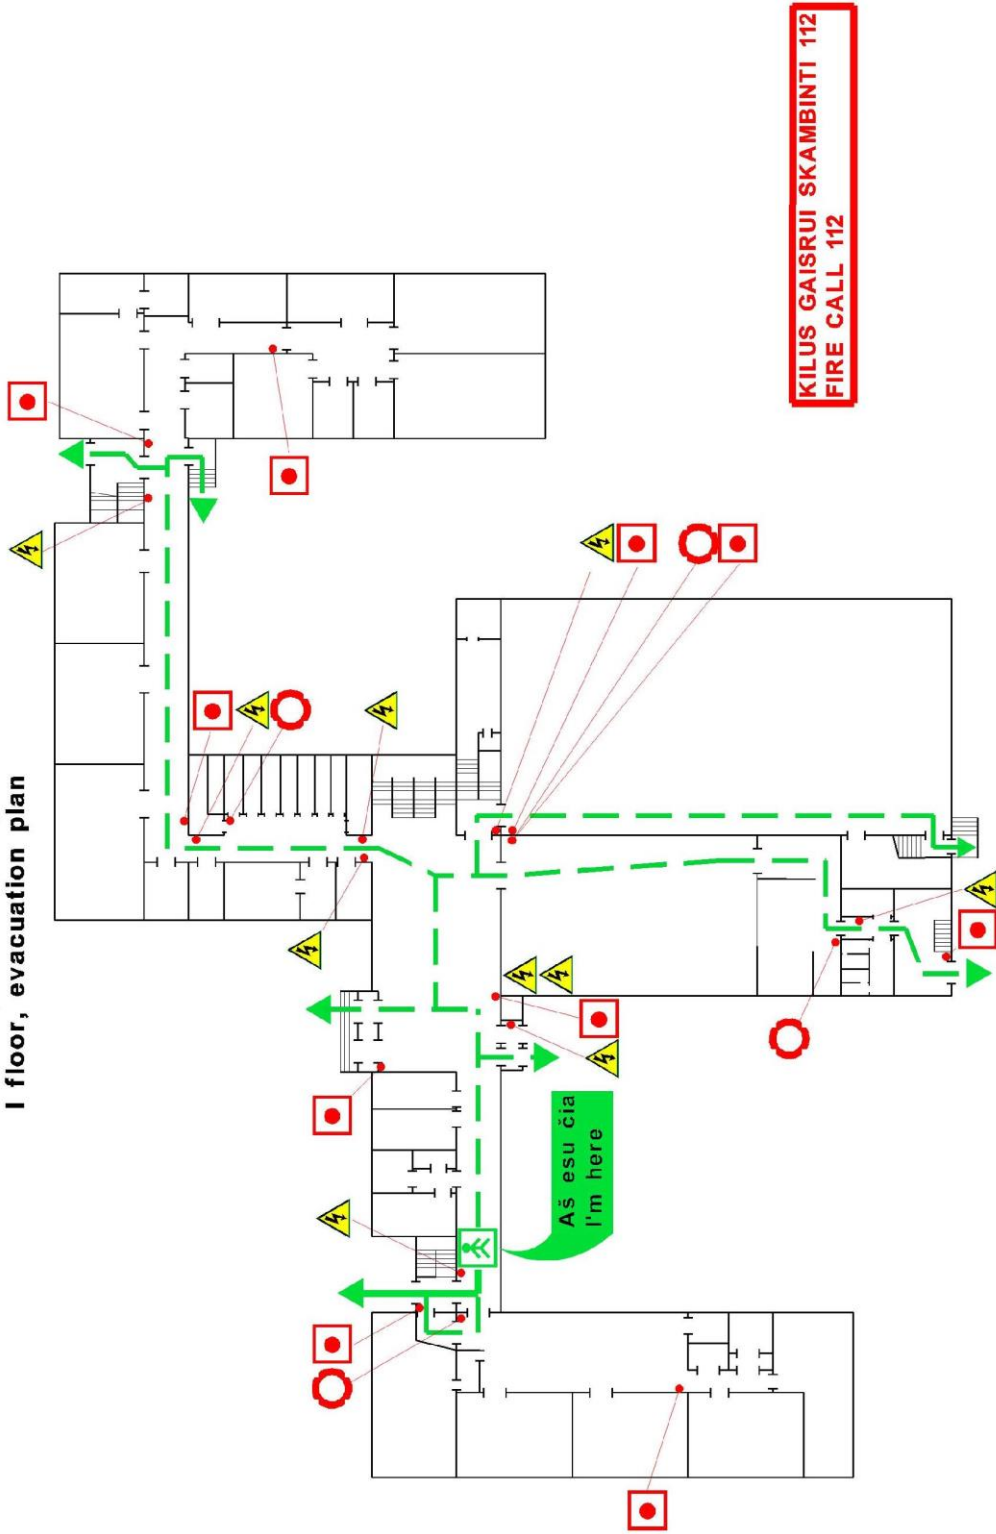 I floor, evacuation plan
KILUS GAISRUI SKAMBINTI 112
FIRE CALL 112
Aš esu čia
I'm here